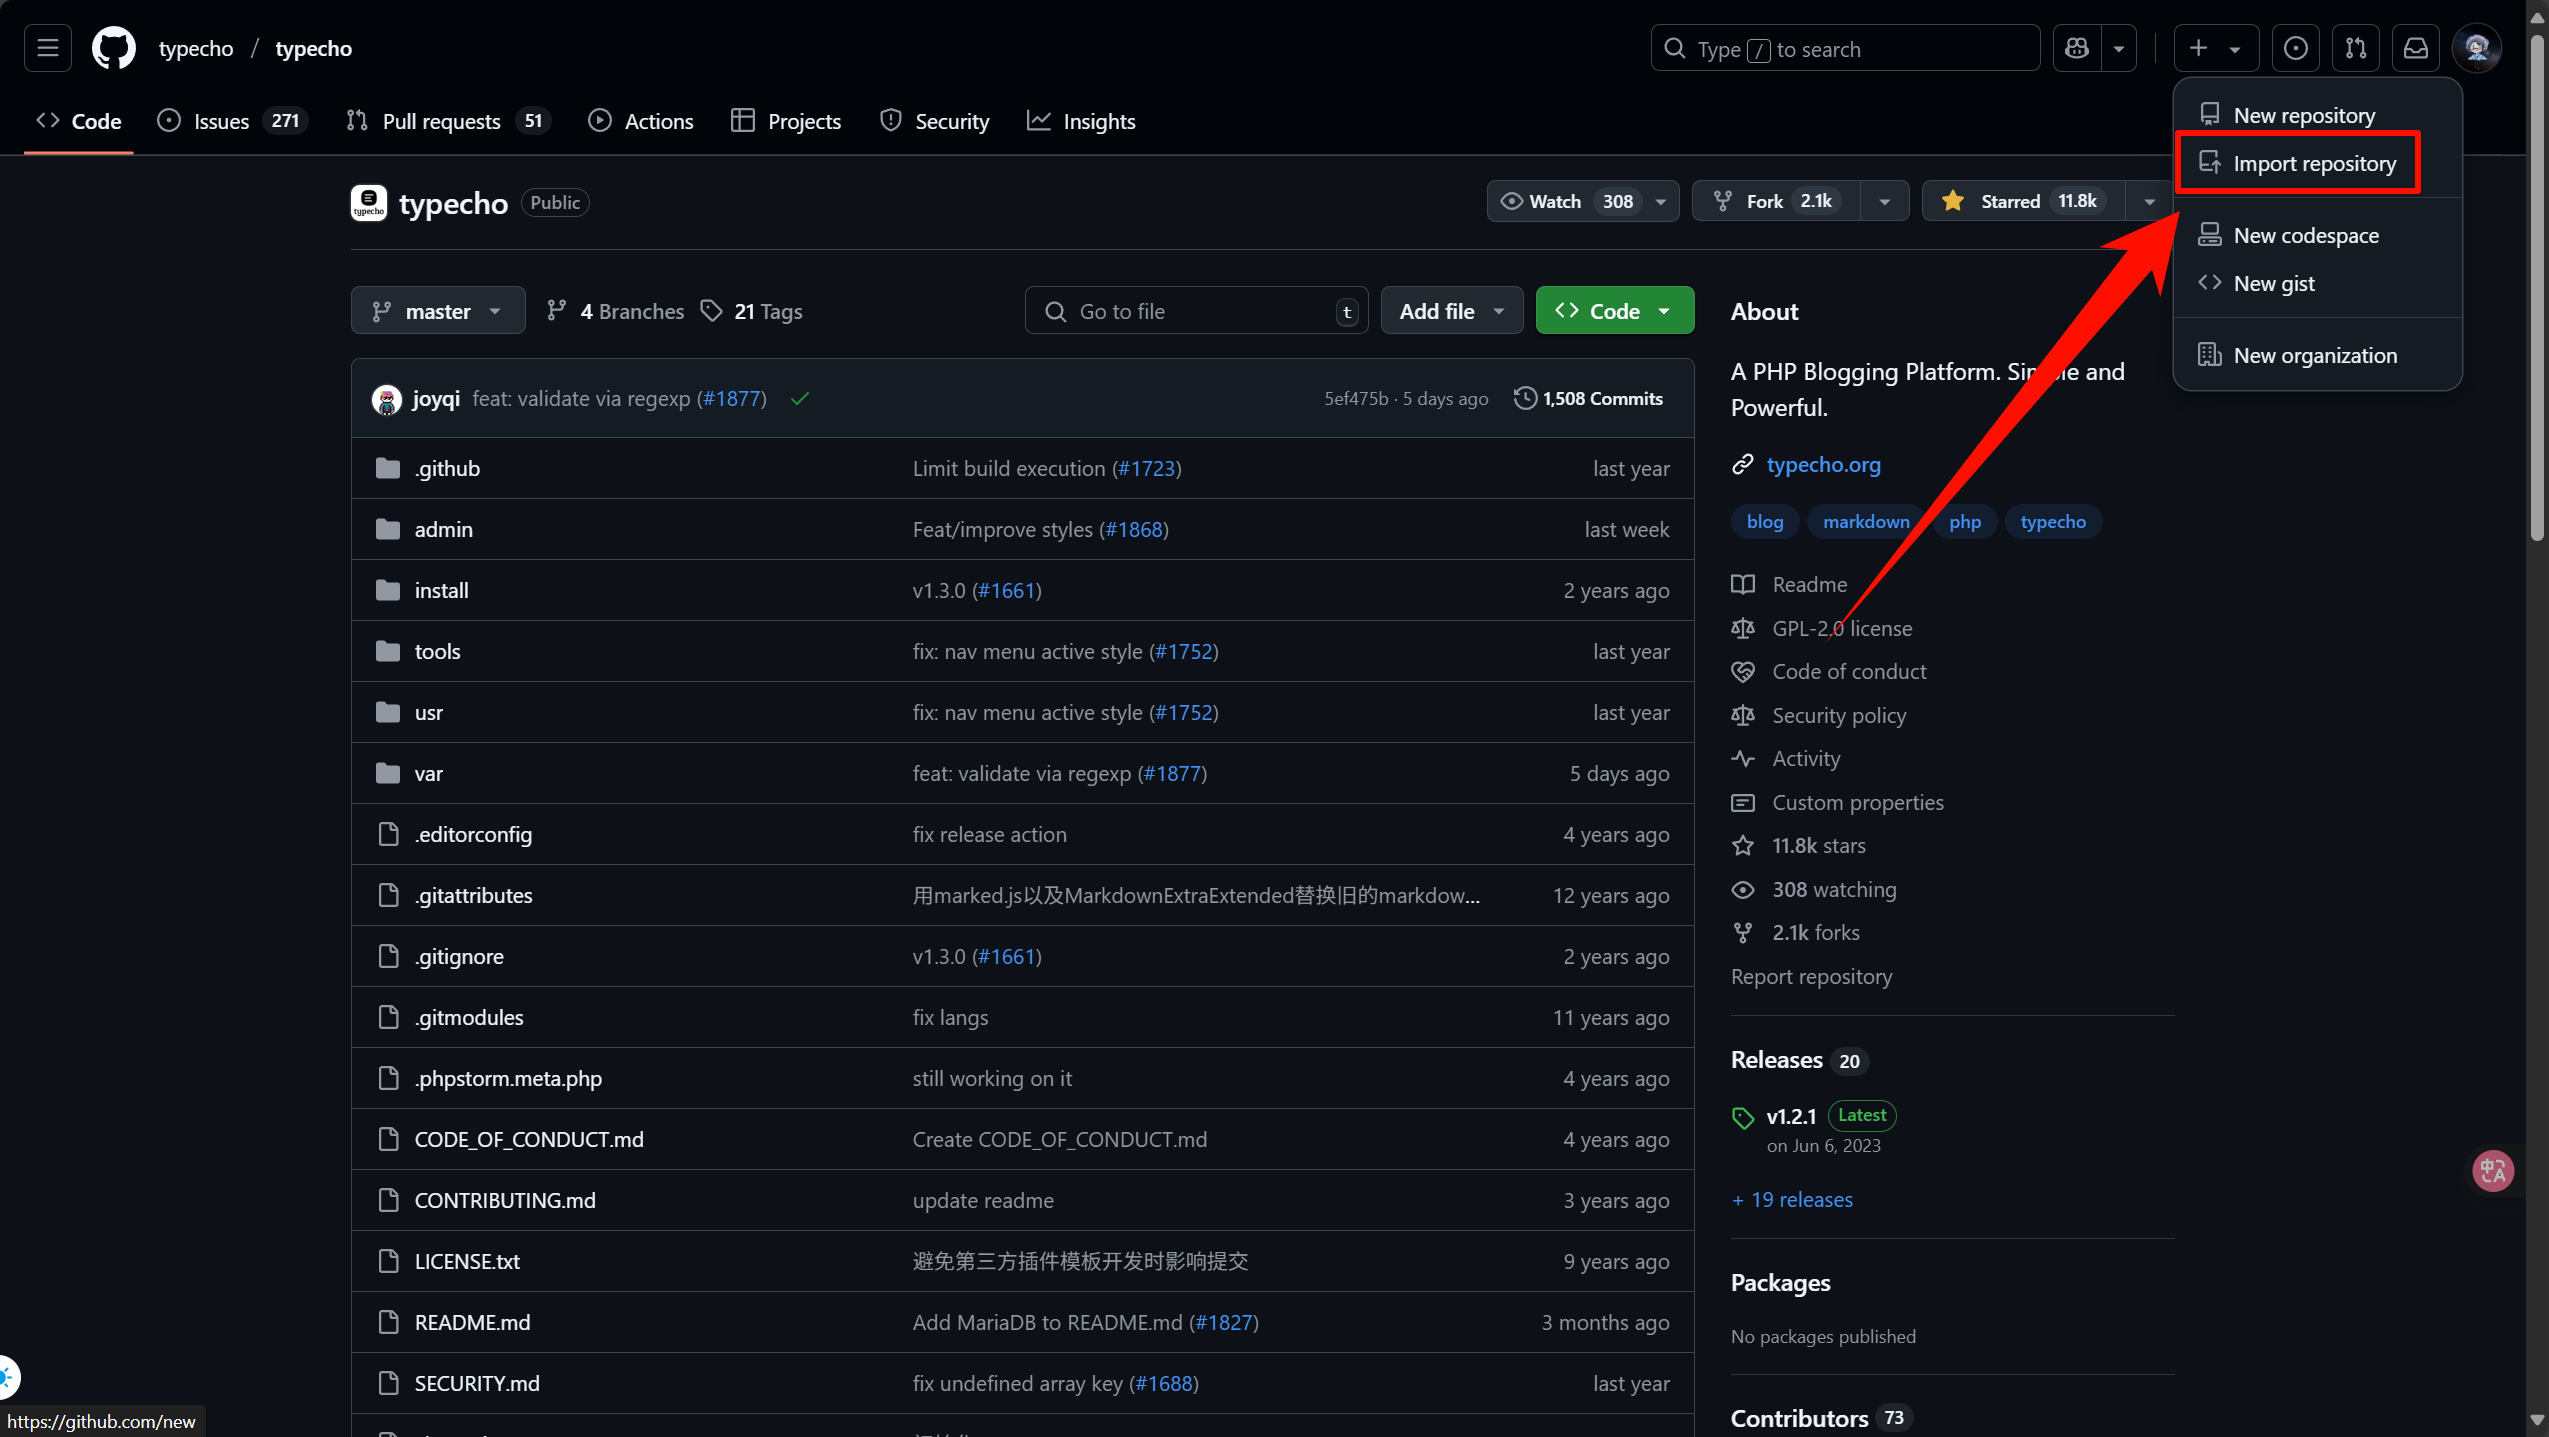 typecho / typecho
Type / to search
Code
Issues 271
Pull requests 51
Actions
Projects
Security
Insights
New repository
Import repository
New codespace
New gist
New organization
typecho Public
Watch 308
Fork 2.1k
Starred 11.8k
master
4 Branches
21 Tags
Go to file t
Add file
Code
joyqi feat: validate via regexp (#1877) 5ef475b · 5 days ago 1,508 Commits
.github Limit build execution (#1723) last year
admin Feat/improve styles (#1868) last week
install v1.3.0 (#1661) 2 years ago
tools fix: nav menu active style (#1752) last year
usr fix: nav menu active style (#1752) last year
var feat: validate via regexp (#1877) 5 days ago
.editorconfig fix release action 4 years ago
.gitattributes 用marked.js以及MarkdownExtraExtended替换旧的markdow... 12 years ago
.gitignore v1.3.0 (#1661) 2 years ago
.gitmodules fix langs 11 years ago
.phpstorm.meta.php still working on it 4 years ago
CODE_OF_CONDUCT.md Create CODE_OF_CONDUCT.md 4 years ago
CONTRIBUTING.md update readme 3 years ago
LICENSE.txt 避免第三方插件模板开发时影响提交 9 years ago
README.md Add MariaDB to README.md (#1827) 3 months ago
SECURITY.md fix undefined array key (#1688) last year
About
A PHP Blogging Platform. Simple and
Powerful.
typecho.org
blog markdown php typecho
Readme
GPL-2.0 license
Code of conduct
Security policy
Activity
Custom properties
11.8k stars
308 watching
2.1k forks
Report repository
Releases 20
v1.2.1 Latest
on Jun 6, 2023
+ 19 releases
Packages
No packages published
Contributors 73
https://github.com/new